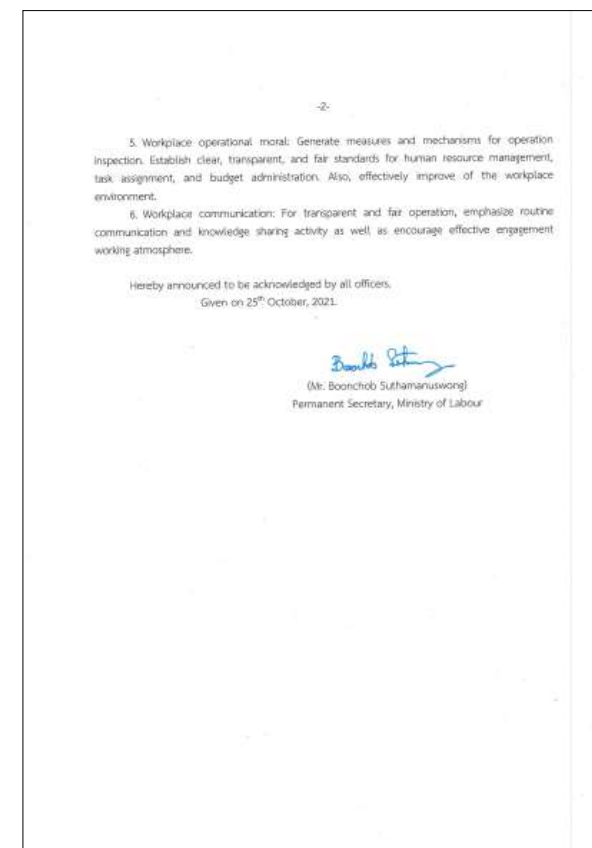 -2-
5. Workplace operational moral: Generate measures and mechanisms for operation
inspection. Establish clear, transparent, and fair standards for human resource management,
task assignment, and budget administration. Also, effectively improve of the workplace
environment.
6. Workplace communication: For transparent and fair operation, emphasize routine
communication and knowledge sharing activity as well as encourage effective engagement
working atmosphere.
Hereby announced to be acknowledged by all officers.
Given on 25th October, 2021.
(Mr. Boonchob Suthamanuswong)
Permanent Secretary, Ministry of Labour